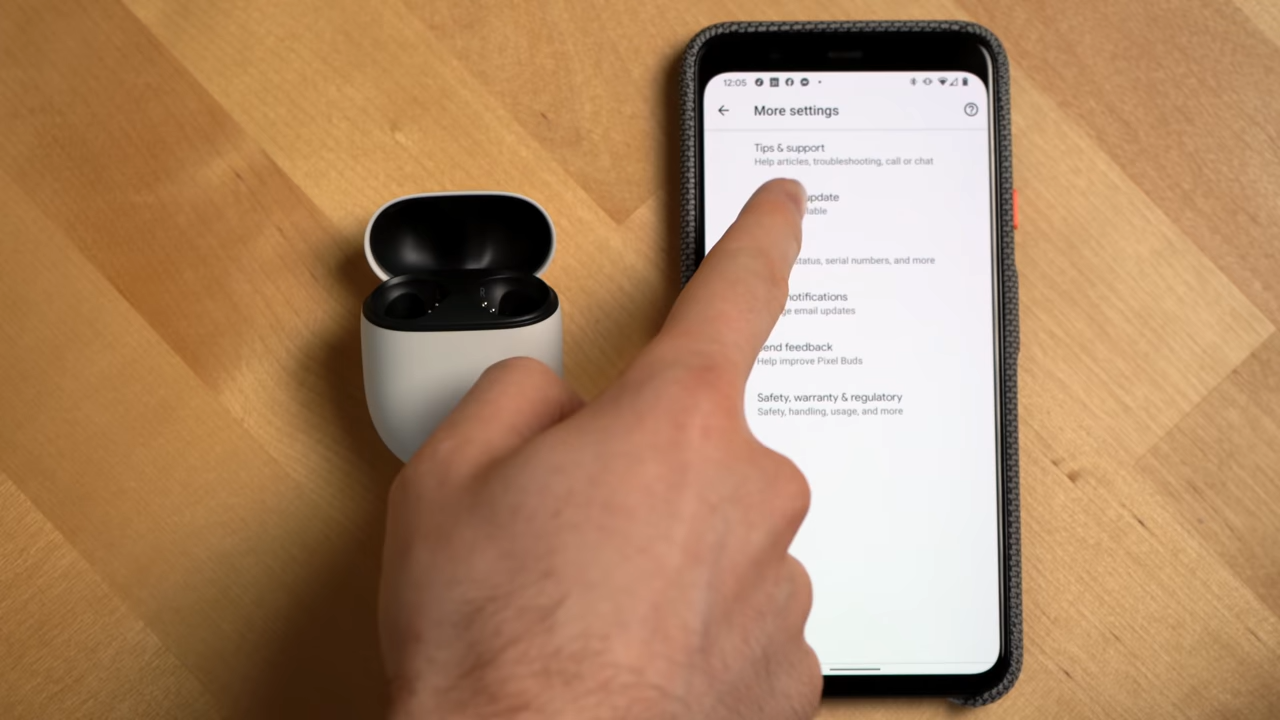 12:05
More settings
Tips & support
Help articles, troubleshooting, call or chat
update
status, serial numbers, and more
notifications
email updates
Send feedback
Help improve Pixel Buds
Safety, warranty & regulatory
Safety, handling, usage, and more